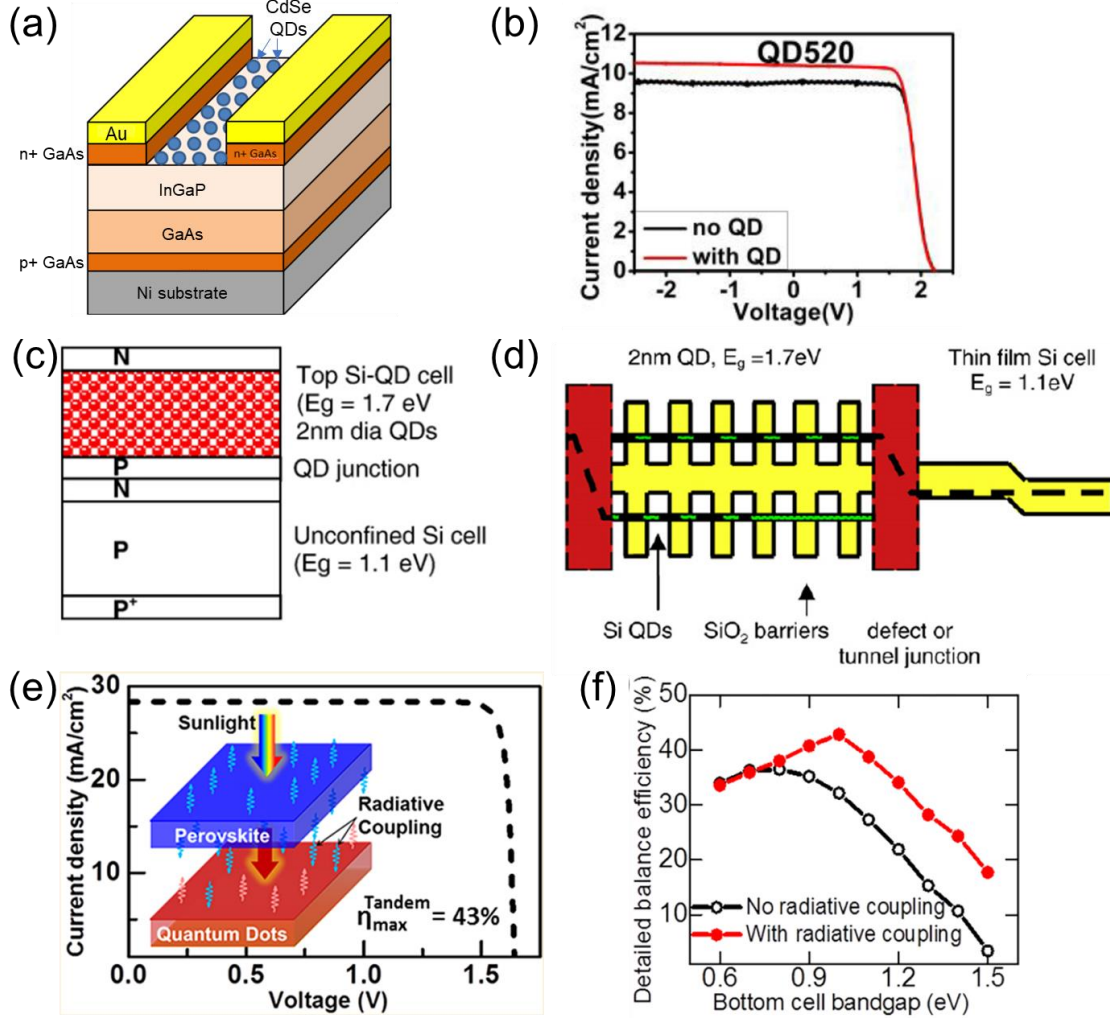 (a)
CdSe
QDs
Au
n+ GaAs
n+ GaAs
InGaP
GaAs
p+ GaAs
Ni substrate
(b)
QD520
Current density(mA/cm²)
12
10
8
6
4
2
0
no QD
with QD
-2
-1
0
1
2
Voltage(V)
(c)
N
P
N
P
P⁺
Top Si-QD cell
(Eg = 1.7 eV
2nm dia QDs
QD junction
Unconfined Si cell
(Eg = 1.1 eV)
(d)
2nm QD, Eg =1.7eV
Thin film Si cell
Eg = 1.1eV
Si QDs
SiO₂ barriers
defect or
tunnel junction
(e)
Current density (mA/cm²)
30
20
10
Sunlight
Radiative
Coupling
Perovskite
Quantum Dots
η Tandem max = 43%
0.0
0.5
1.0
1.5
Voltage (V)
(f)
Detailed balance efficiency (%)
50
40
30
20
10
No radiative coupling
With radiative coupling
0.6
0.9
1.2
1.5
Bottom cell bandgap (eV)